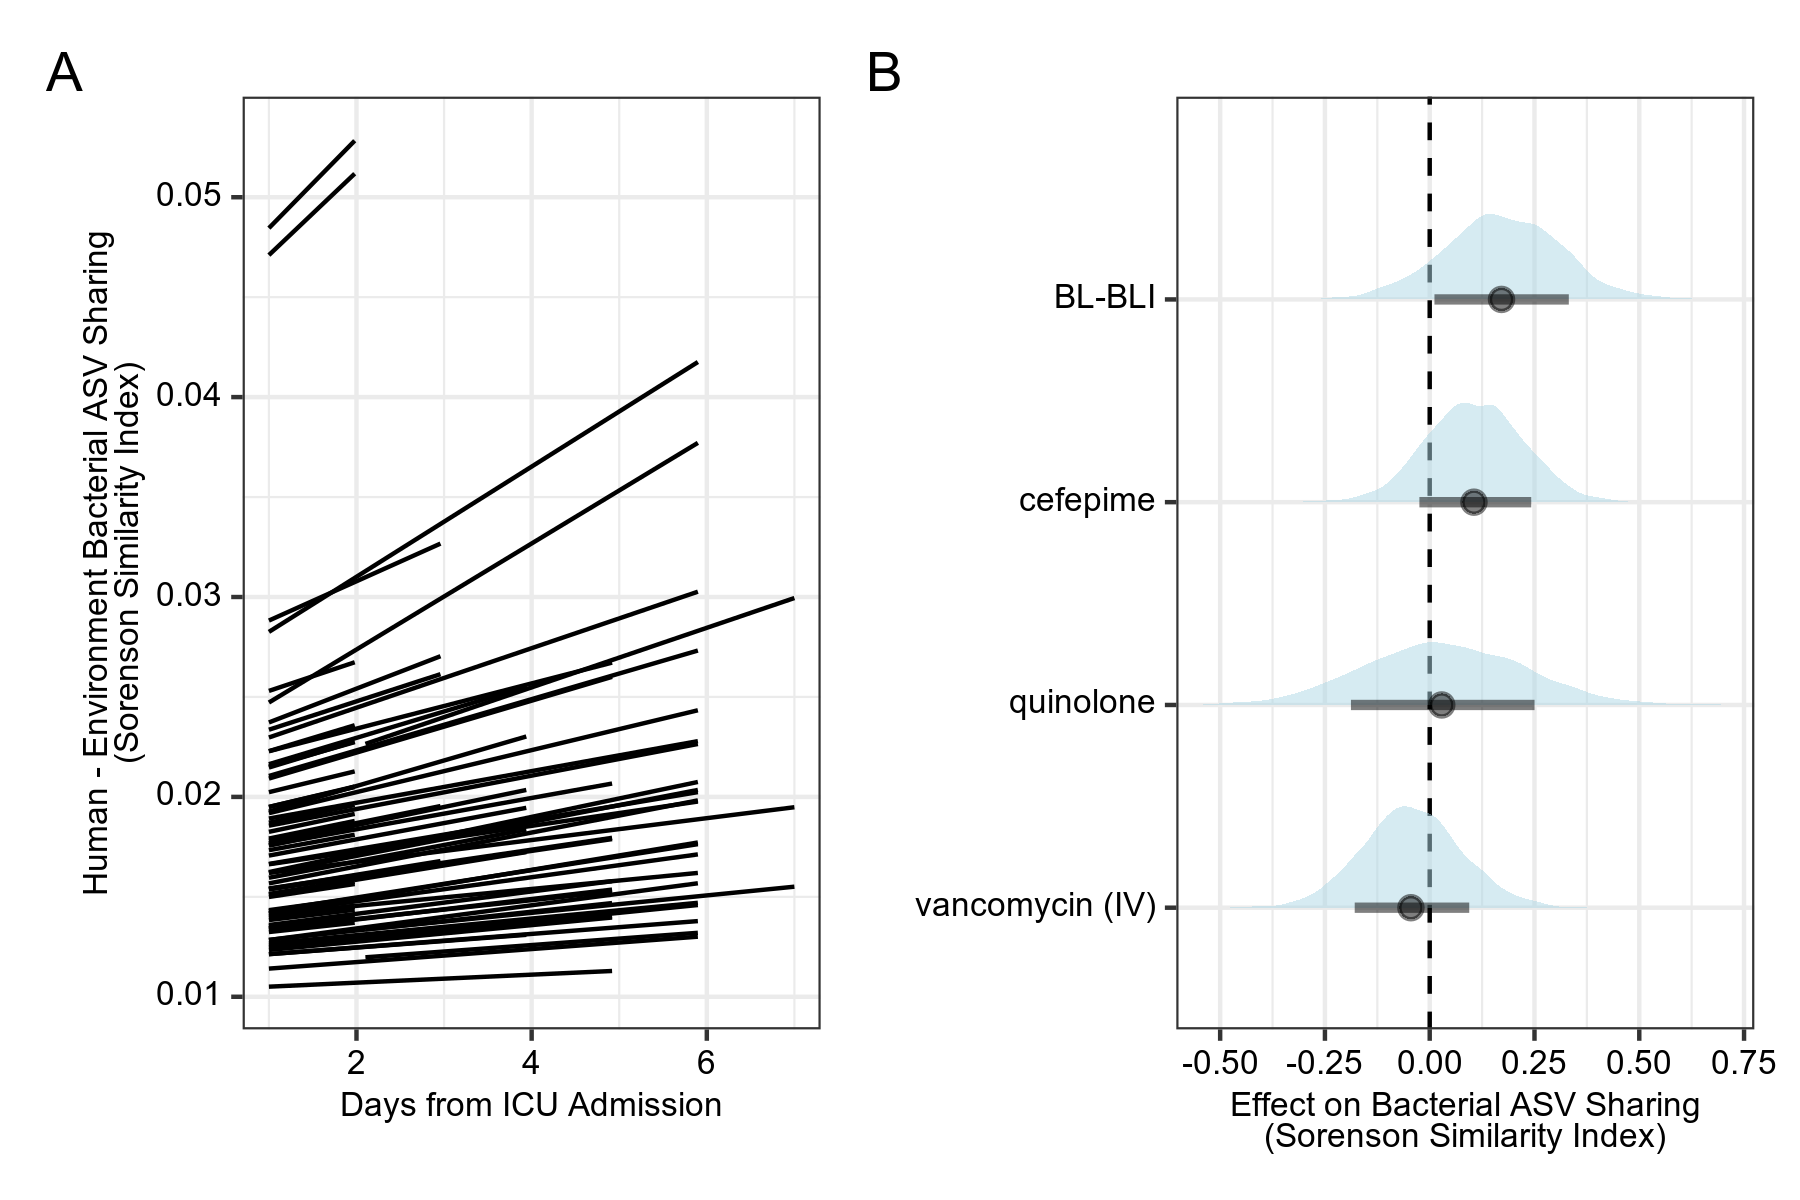 A
Human - Environment Bacterial ASV Sharing
(Sorenson Similarity Index)
0.05
0.04
0.03
0.02
0.01
2 4 6
Days from ICU Admission
B
BL-BLI
cefepime
quinolone
vancomycin (IV)
-0.50 -0.25 0.00 0.25 0.50 0.75
Effect on Bacterial ASV Sharing
(Sorenson Similarity Index)